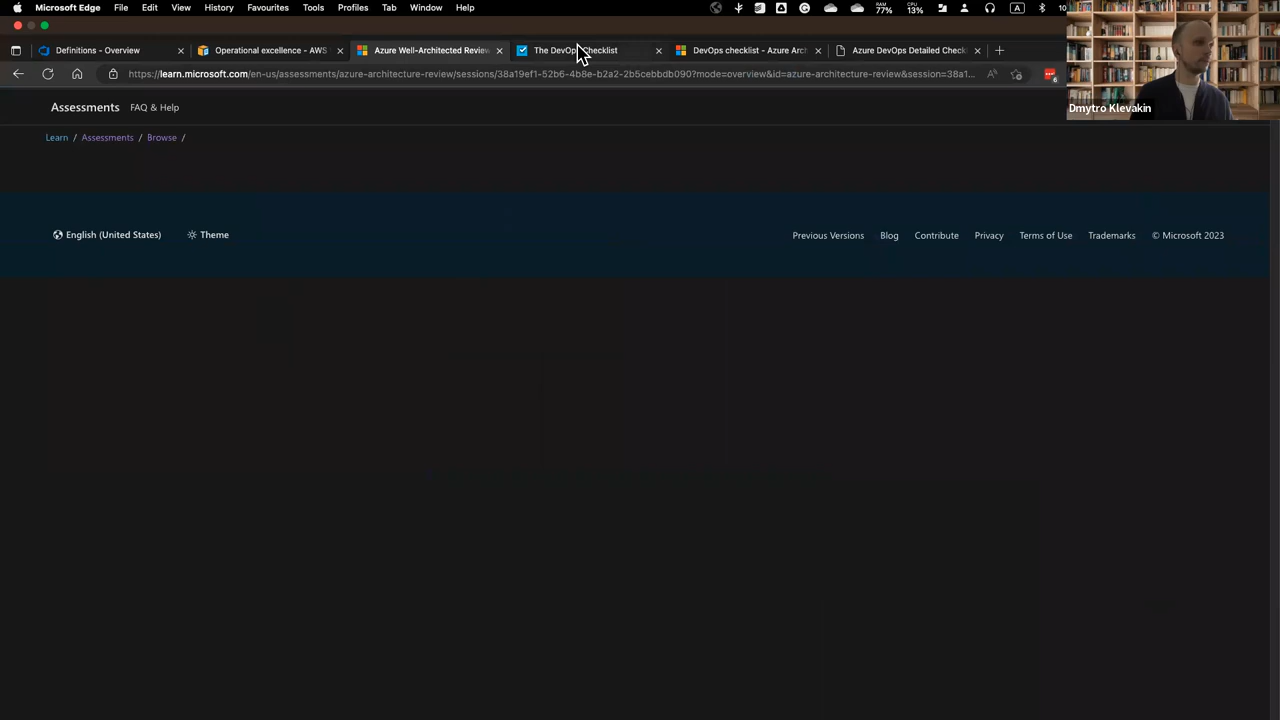 Microsoft Edge File Edit View History Favourites Tools Profiles Tab Window Help
RAM 77% CPU 13% A 10
Definitions - Overview
Operational excellence - AWS
Azure Well-Architected Review
The DevOps Checklist
DevOps checklist - Azure Arch
Azure DevOps Detailed Check
https://learn.microsoft.com/en-us/assessments/azure-architecture-review/sessions/38a19ef1-52b6-4b8e-b2a2-2b5cebbdb090?mode=overview&id=azure-architecture-review&session=38a1...
6
Dmytro Klevakin
Assessments FAQ & Help
Learn / Assessments / Browse /
English (United States) Theme
Previous Versions Blog Contribute Privacy Terms of Use Trademarks © Microsoft 2023